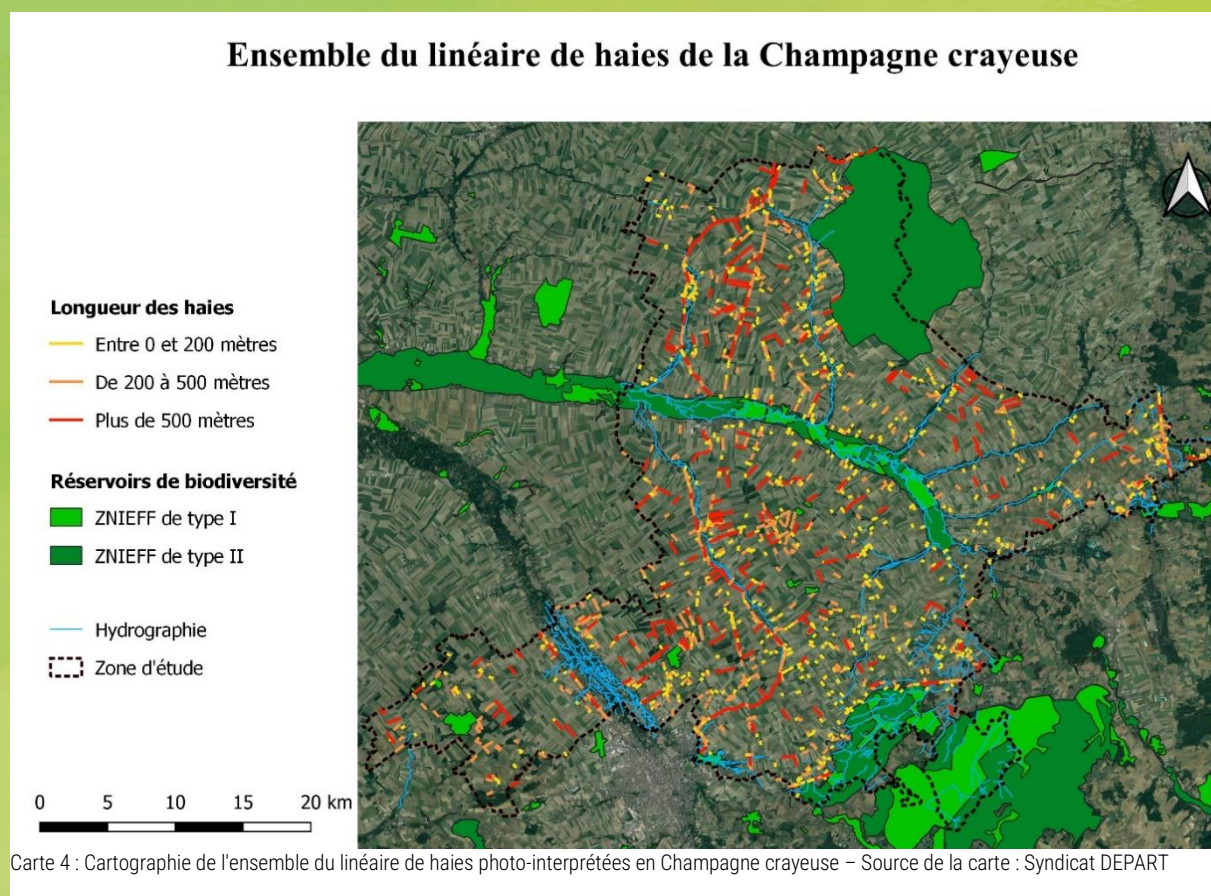 Ensemble du linéaire de haies de la Champagne crayeuse
Longueur des haies
Entre 0 et 200 mètres
De 200 à 500 mètres
Plus de 500 mètres
Réservoirs de biodiversité
ZNIEFF de type I
ZNIEFF de type II
Hydrographie
Zone d'étude
0 5 10 15 20 km
Carte 4 : Cartographie de l'ensemble du linéaire de haies photo-interprétées en Champagne crayeuse – Source de la carte : Syndicat DEPART